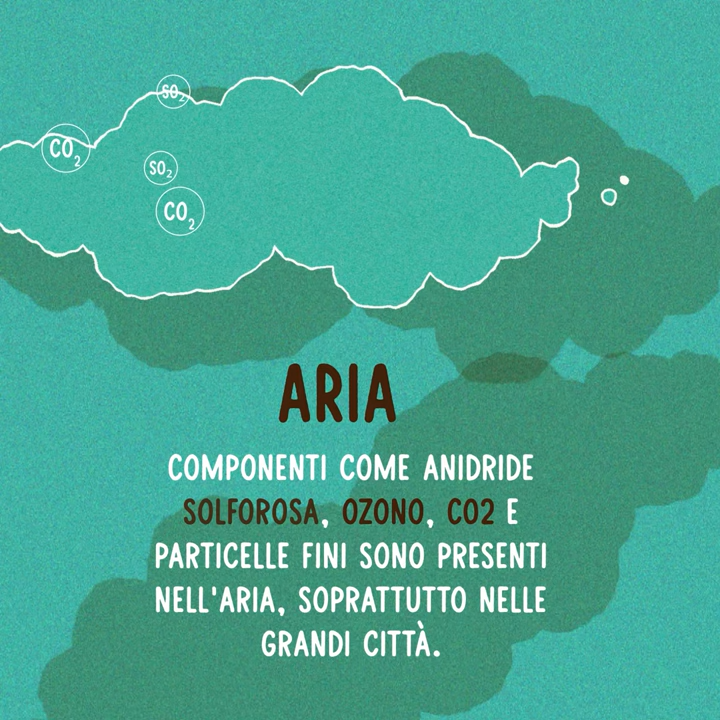 SO₂
CO₂
SO₂
CO₂
ARIA
COMPONENTI COME ANIDRIDE
SOLFOROSA, OZONO, CO2 E
PARTICELLE FINI SONO PRESENTI
NELL'ARIA, SOPRATTUTTO NELLE
GRANDI CITTÀ.